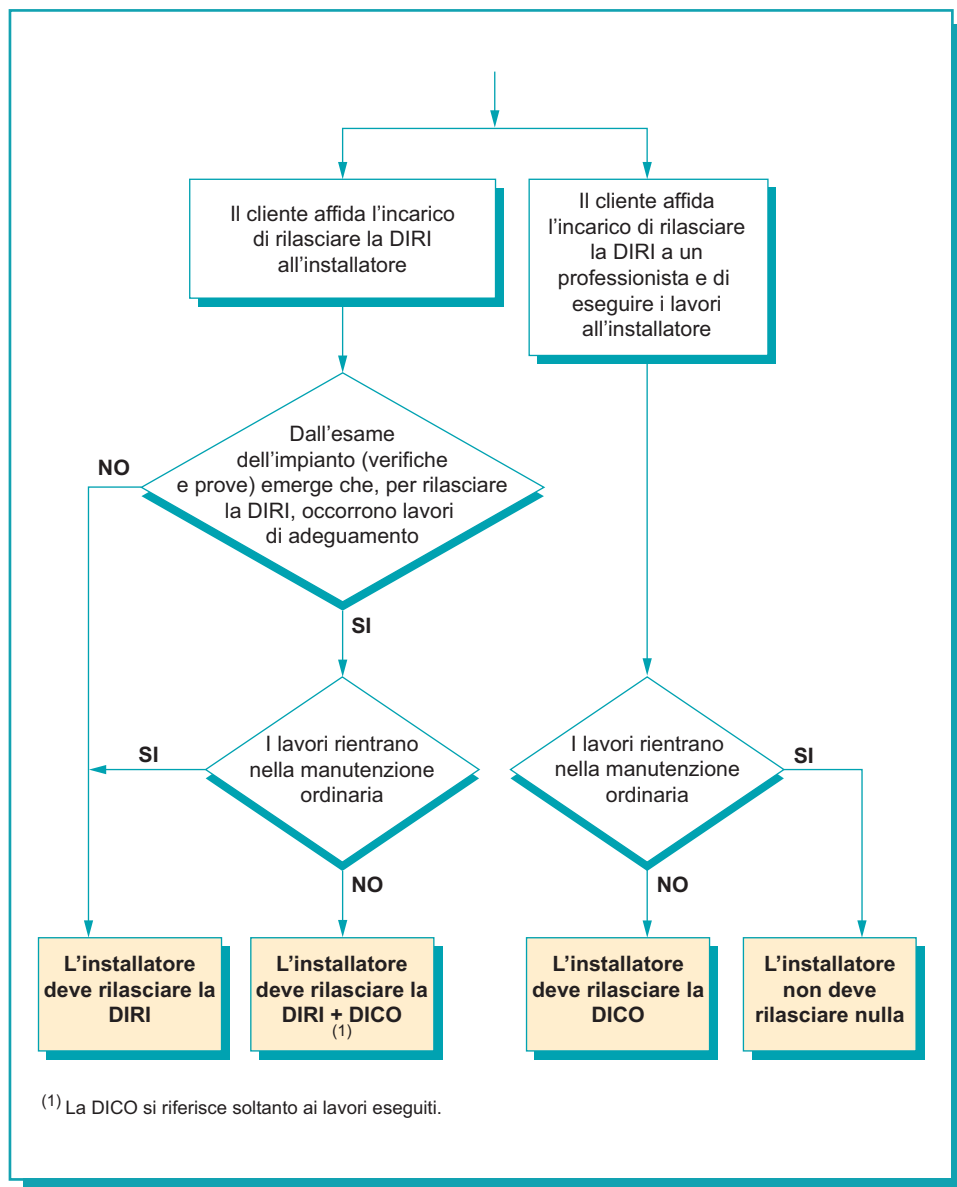 Il cliente affida l'incarico
di rilasciare la DIRI
all'installatore
Il cliente affida
l'incarico di rilasciare
la DIRI a un
professionista e di
eseguire i lavori
all'installatore
Dall'esame
dell'impianto (verifiche
e prove) emerge che, per rilasciare
la DIRI, occorrono lavori
di adeguamento
NO
SI
I lavori rientrano
nella manutenzione
ordinaria
SI
NO
I lavori rientrano
nella manutenzione
ordinaria
SI
NO
L'installatore
deve rilasciare la
DIRI
L'installatore
deve rilasciare la
DIRI + DICO
(1)
L'installatore
deve rilasciare la
DICO
L'installatore
non deve
rilasciare nulla
(1) La DICO si riferisce soltanto ai lavori eseguiti.